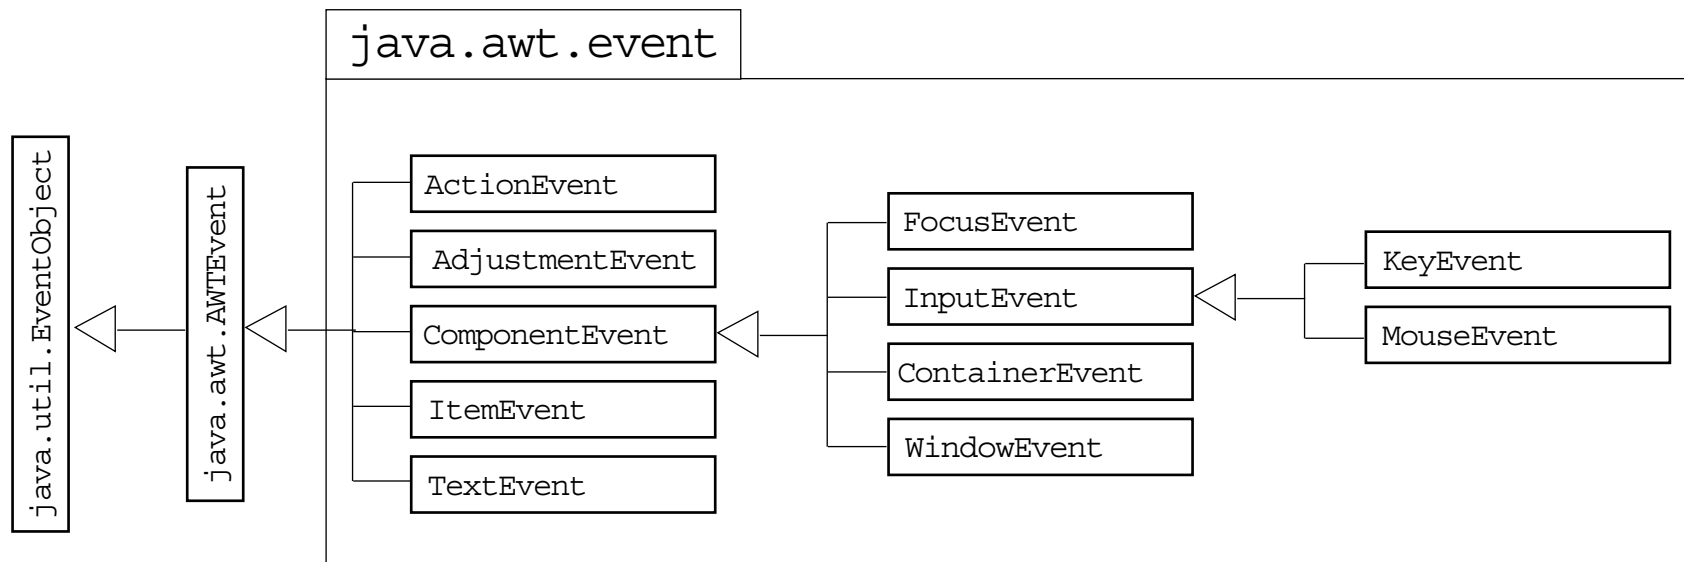 java.awt.event
java.util.EventObject
java.awt.AWTEvent
ActionEvent
AdjustmentEvent
ComponentEvent
ItemEvent
TextEvent
FocusEvent
InputEvent
ContainerEvent
WindowEvent
KeyEvent
MouseEvent